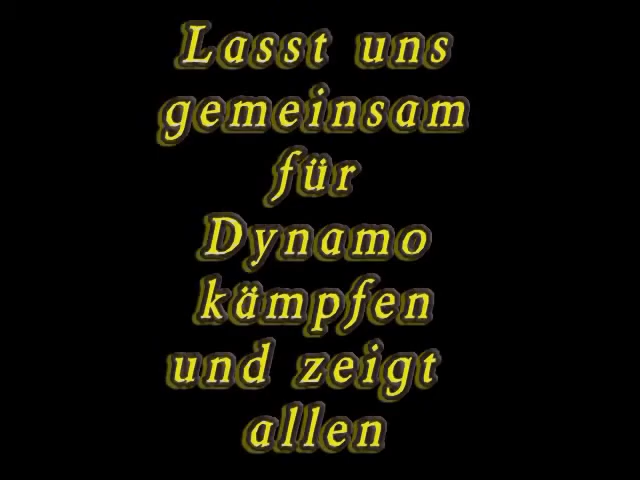 Lasst uns
gemeinsam
für
Dynamo
kämpfen
und zeigt
allen